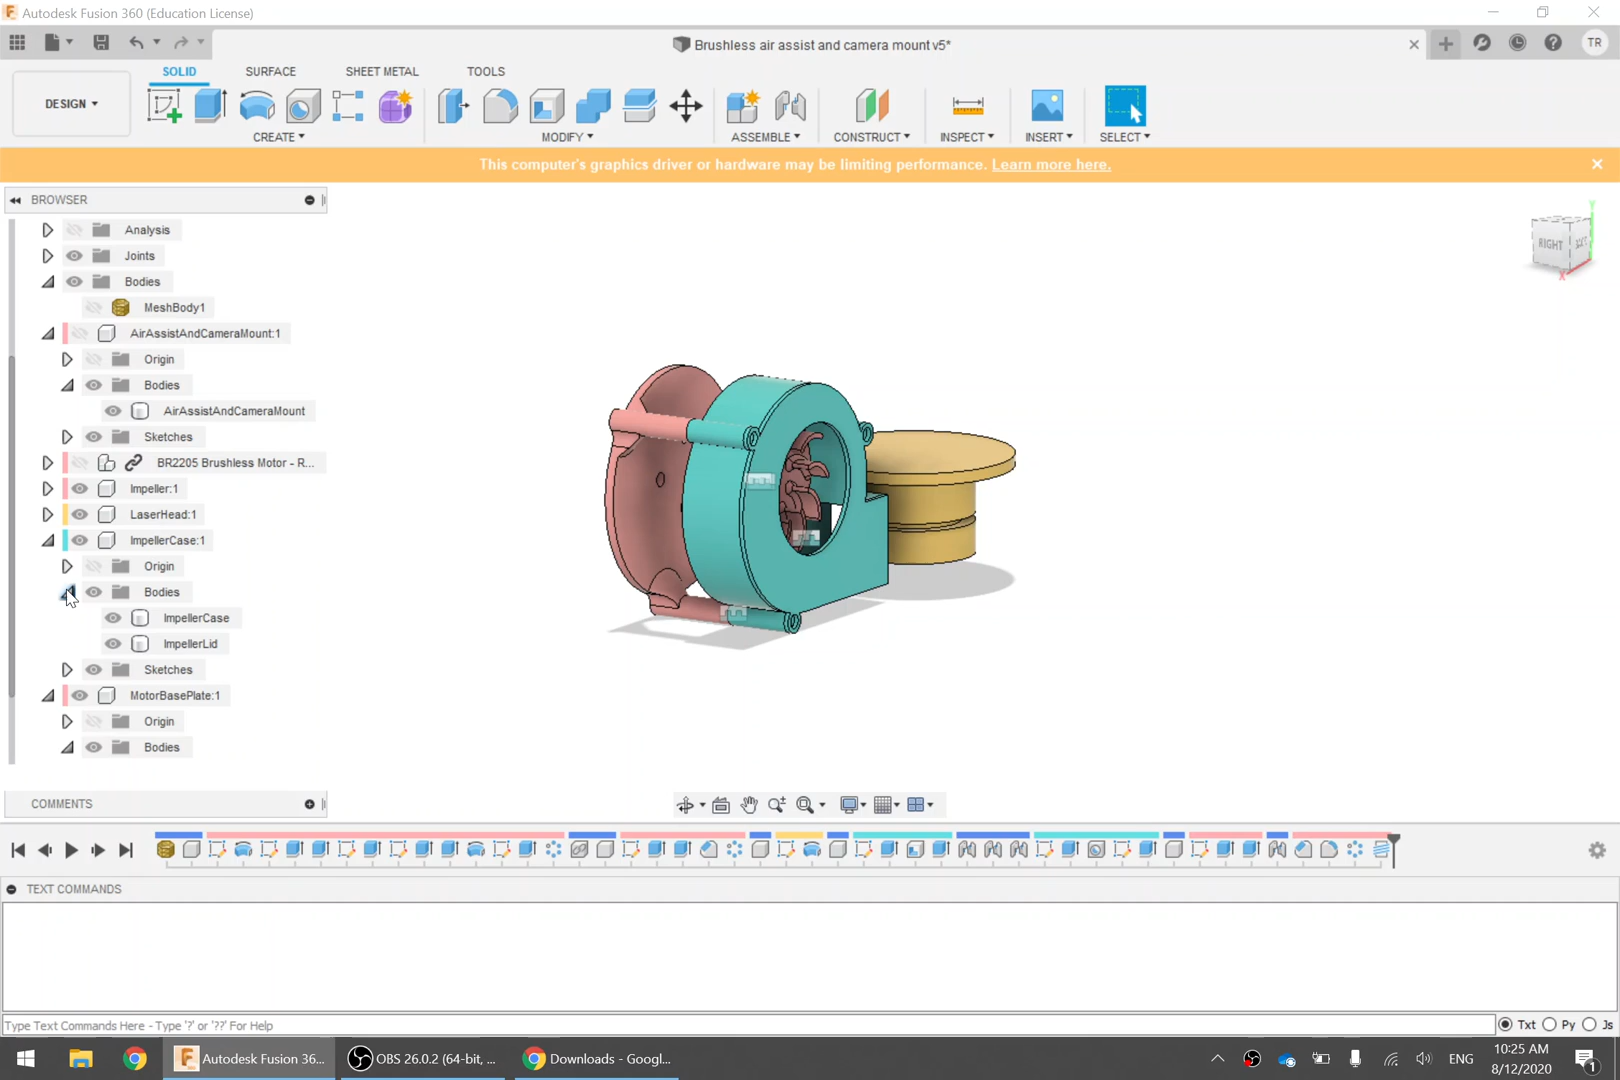 Autodesk Fusion 360 (Education License)
Brushless air assist and camera mount v5*
TR
SOLID
SURFACE
SHEET METAL
TOOLS
DESIGN
CREATE
MODIFY
ASSEMBLE
CONSTRUCT
INSPECT
INSERT
SELECT
This computer's graphics driver or hardware may be limiting performance. Learn more here.
BROWSER
Analysis
Joints
Bodies
MeshBody1
AirAssistAndCameraMount:1
Origin
Bodies
AirAssistAndCameraMount
Sketches
BR2205 Brushless Motor - R...
Impeller:1
LaserHead:1
ImpellerCase:1
Origin
Bodies
ImpellerCase
ImpellerLid
Sketches
MotorBasePlate:1
Origin
Bodies
RIGHT
Y
X
COMMENTS
TEXT COMMANDS
Type Text Commands Here - Type '?' or '??' For Help
Txt Py Js
Autodesk Fusion 36...
OBS 26.0.2 (64-bit, ...
Downloads - Googl...
ENG
10:25 AM
8/12/2020
1